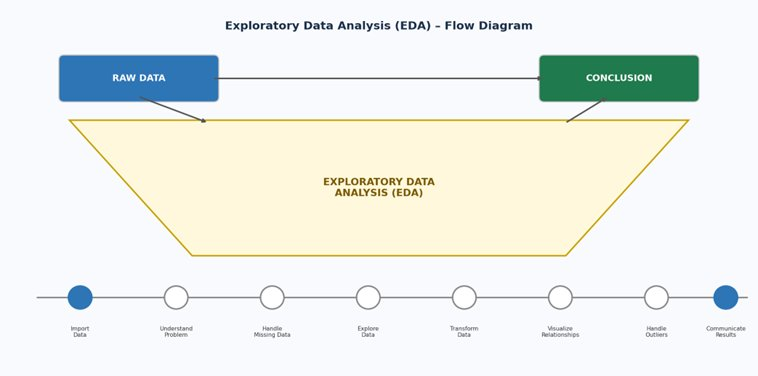 Exploratory Data Analysis (EDA) – Flow Diagram
RAW DATA
CONCLUSION
EXPLORATORY DATA
ANALYSIS (EDA)
Import
Data
Understand
Problem
Handle
Missing Data
Explore
Data
Transform
Data
Visualize
Relationships
Handle
Outliers
Communicate
Results